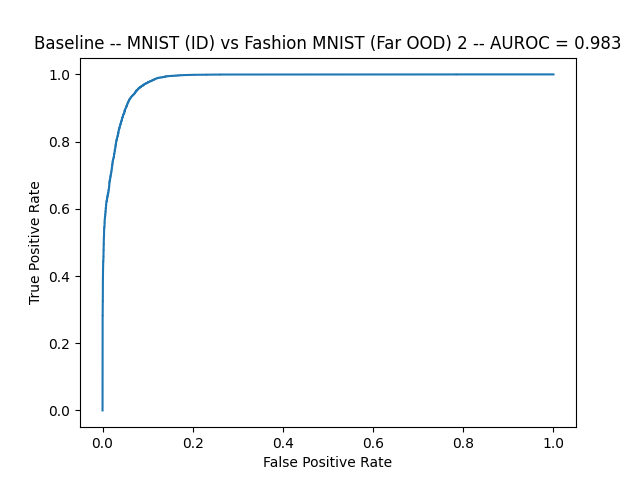 Baseline -- MNIST (ID) vs Fashion MNIST (Far OOD) 2 -- AUROC = 0.983
1.0
0.8
0.6
0.4
0.2
0.0
True Positive Rate
0.0 0.2 0.4 0.6 0.8 1.0
False Positive Rate